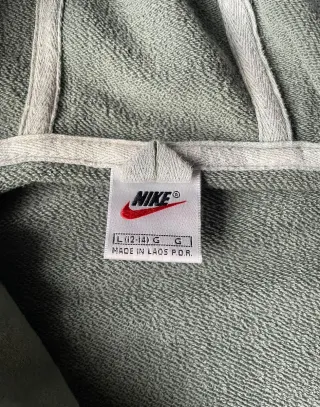 NIKE®
L (12-14) G G
MADE IN LAOS P.D.R.